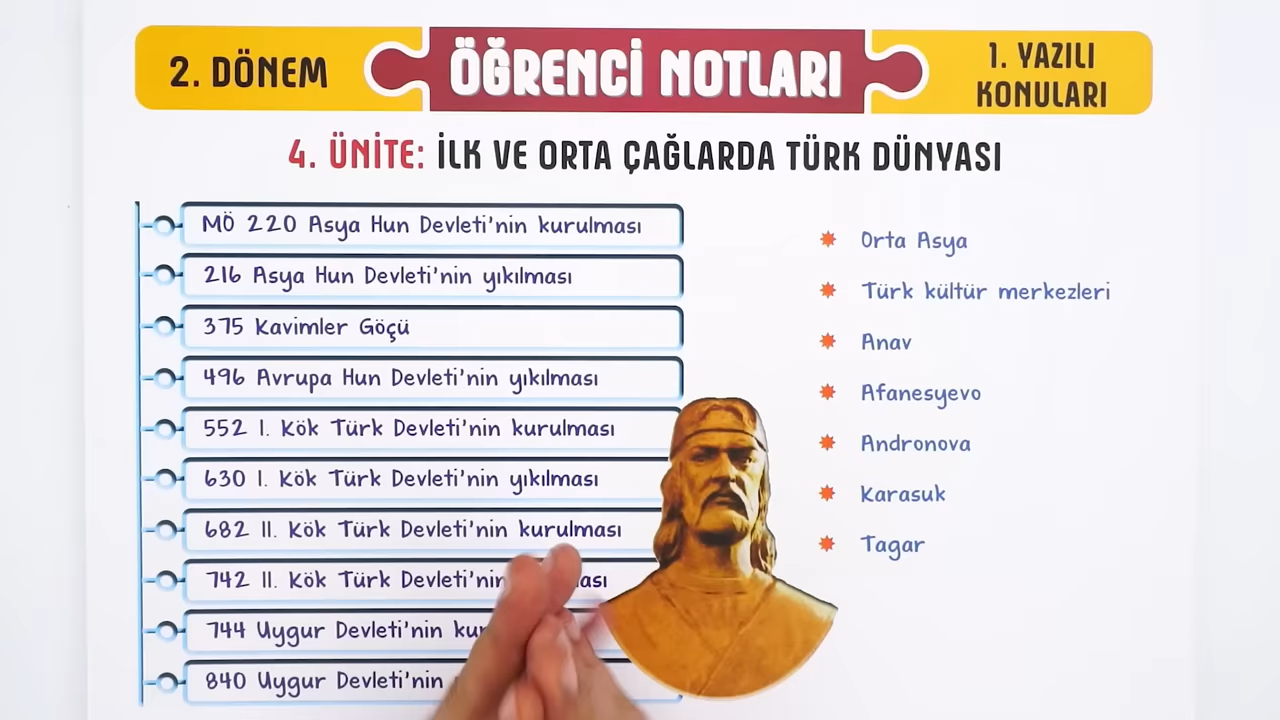 2. DÖNEM
ÖĞRENCİ NOTLARI
1. YAZILI
KONULARI
4. ÜNİTE: İLK VE ORTA ÇAĞLARDA TÜRK DÜNYASI
MÖ 220 Asya Hun Devleti'nin kurulması
216 Asya Hun Devleti'nin yıkılması
375 Kavimler Göçü
496 Avrupa Hun Devleti'nin yıkılması
552 I. Kök Türk Devleti'nin kurulması
630 I. Kök Türk Devleti'nin yıkılması
682 II. Kök Türk Devleti'nin kurulması
742 II. Kök Türk Devleti'nin
744 Uygur Devleti'nin
840 Uygur Devleti'nin
Orta Asya
Türk kültür merkezleri
Anav
Afanesyevo
Andronova
Karasuk
Tagar